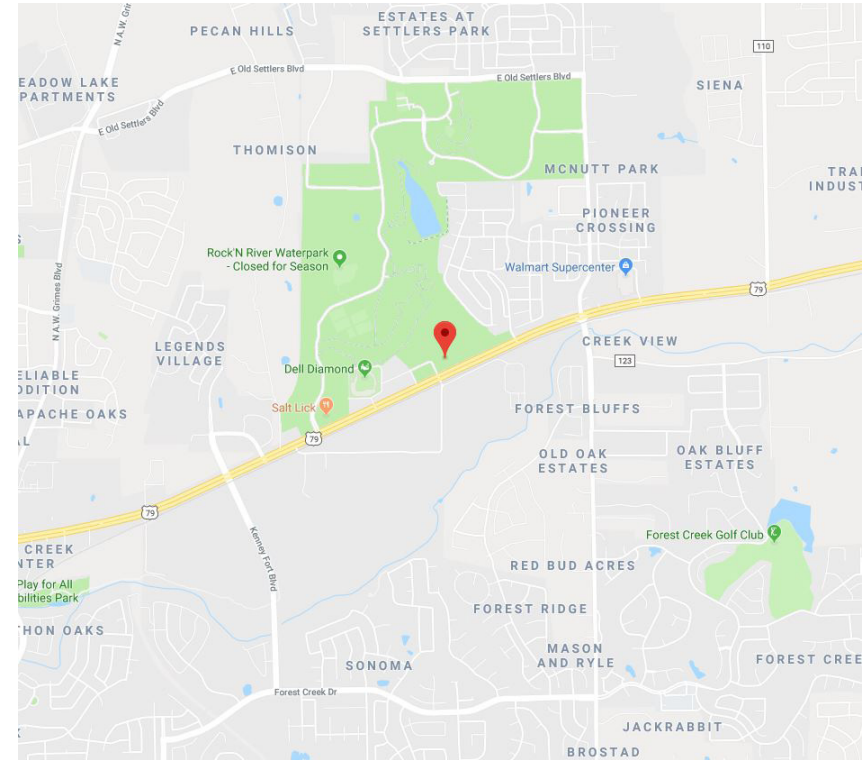 ESTATES AT
SETTLERS PARK
PECAN HILLS
N A.W. Gri
110
E Old Settlers Blvd
E Old Settlers Blvd
EADOW LAKE
PARTMENTS
SIENA
E Old Settlers Blvd
THOMISON
MCNUTT PARK
TRA
INDUST
PIONEER
CROSSING
Rock'N River Waterpark
- Closed for Season
Walmart Supercenter
79
N A.W. Grimes Blvd
LEGENDS
VILLAGE
CREEK VIEW
123
Dell Diamond
ELIABLE
DDITION
APACHE OAKS
Salt Lick
FOREST BLUFFS
AL
79
OLD OAK
ESTATES
OAK BLUFF
ESTATES
79
Forest Creek Golf Club
CREEK
NTER
Kenney Fort Blvd
RED BUD ACRES
Play for All
bilities Park
FOREST RIDGE
HON OAKS
MASON
AND RYLE
SONOMA
FOREST CREE
Forest Creek Dr
JACKRABBIT
BROSTAD